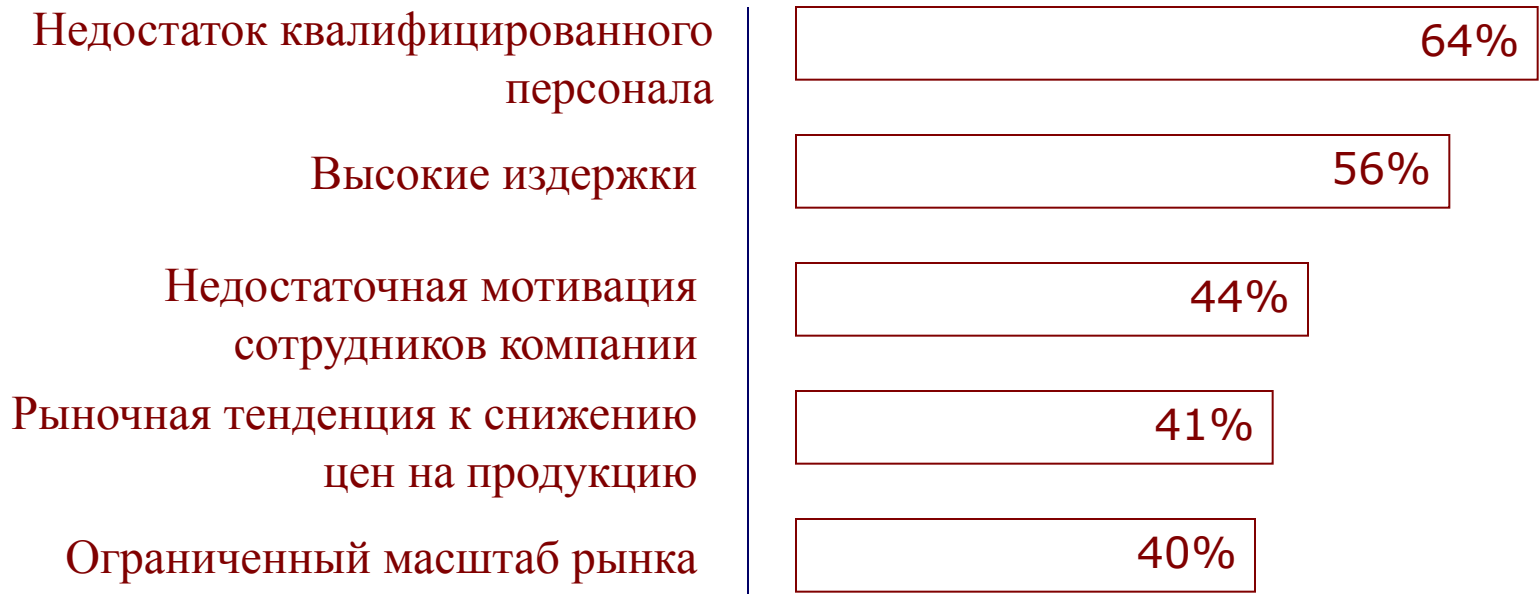 Недостаток квалифицированного
персонала
64%
Высокие издержки
56%
Недостаточная мотивация
сотрудников компании
44%
Рыночная тенденция к снижению
цен на продукцию
41%
Ограниченный масштаб рынка
40%